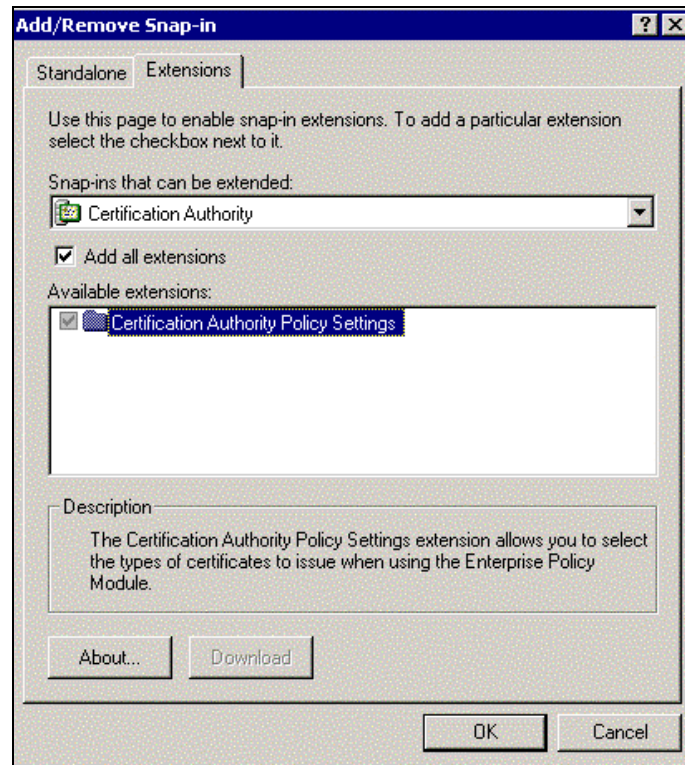 Add/Remove Snap-in
Standalone
Extensions
Use this page to enable snap-in extensions. To add a particular extension
select the checkbox next to it.
Snap-ins that can be extended:
Certification Authority
Add all extensions
Available extensions:
Certification Authority Policy Settings
Description
The Certification Authority Policy Settings extension allows you to select
the types of certificates to issue when using the Enterprise Policy
Module.
About...
Download
OK
Cancel